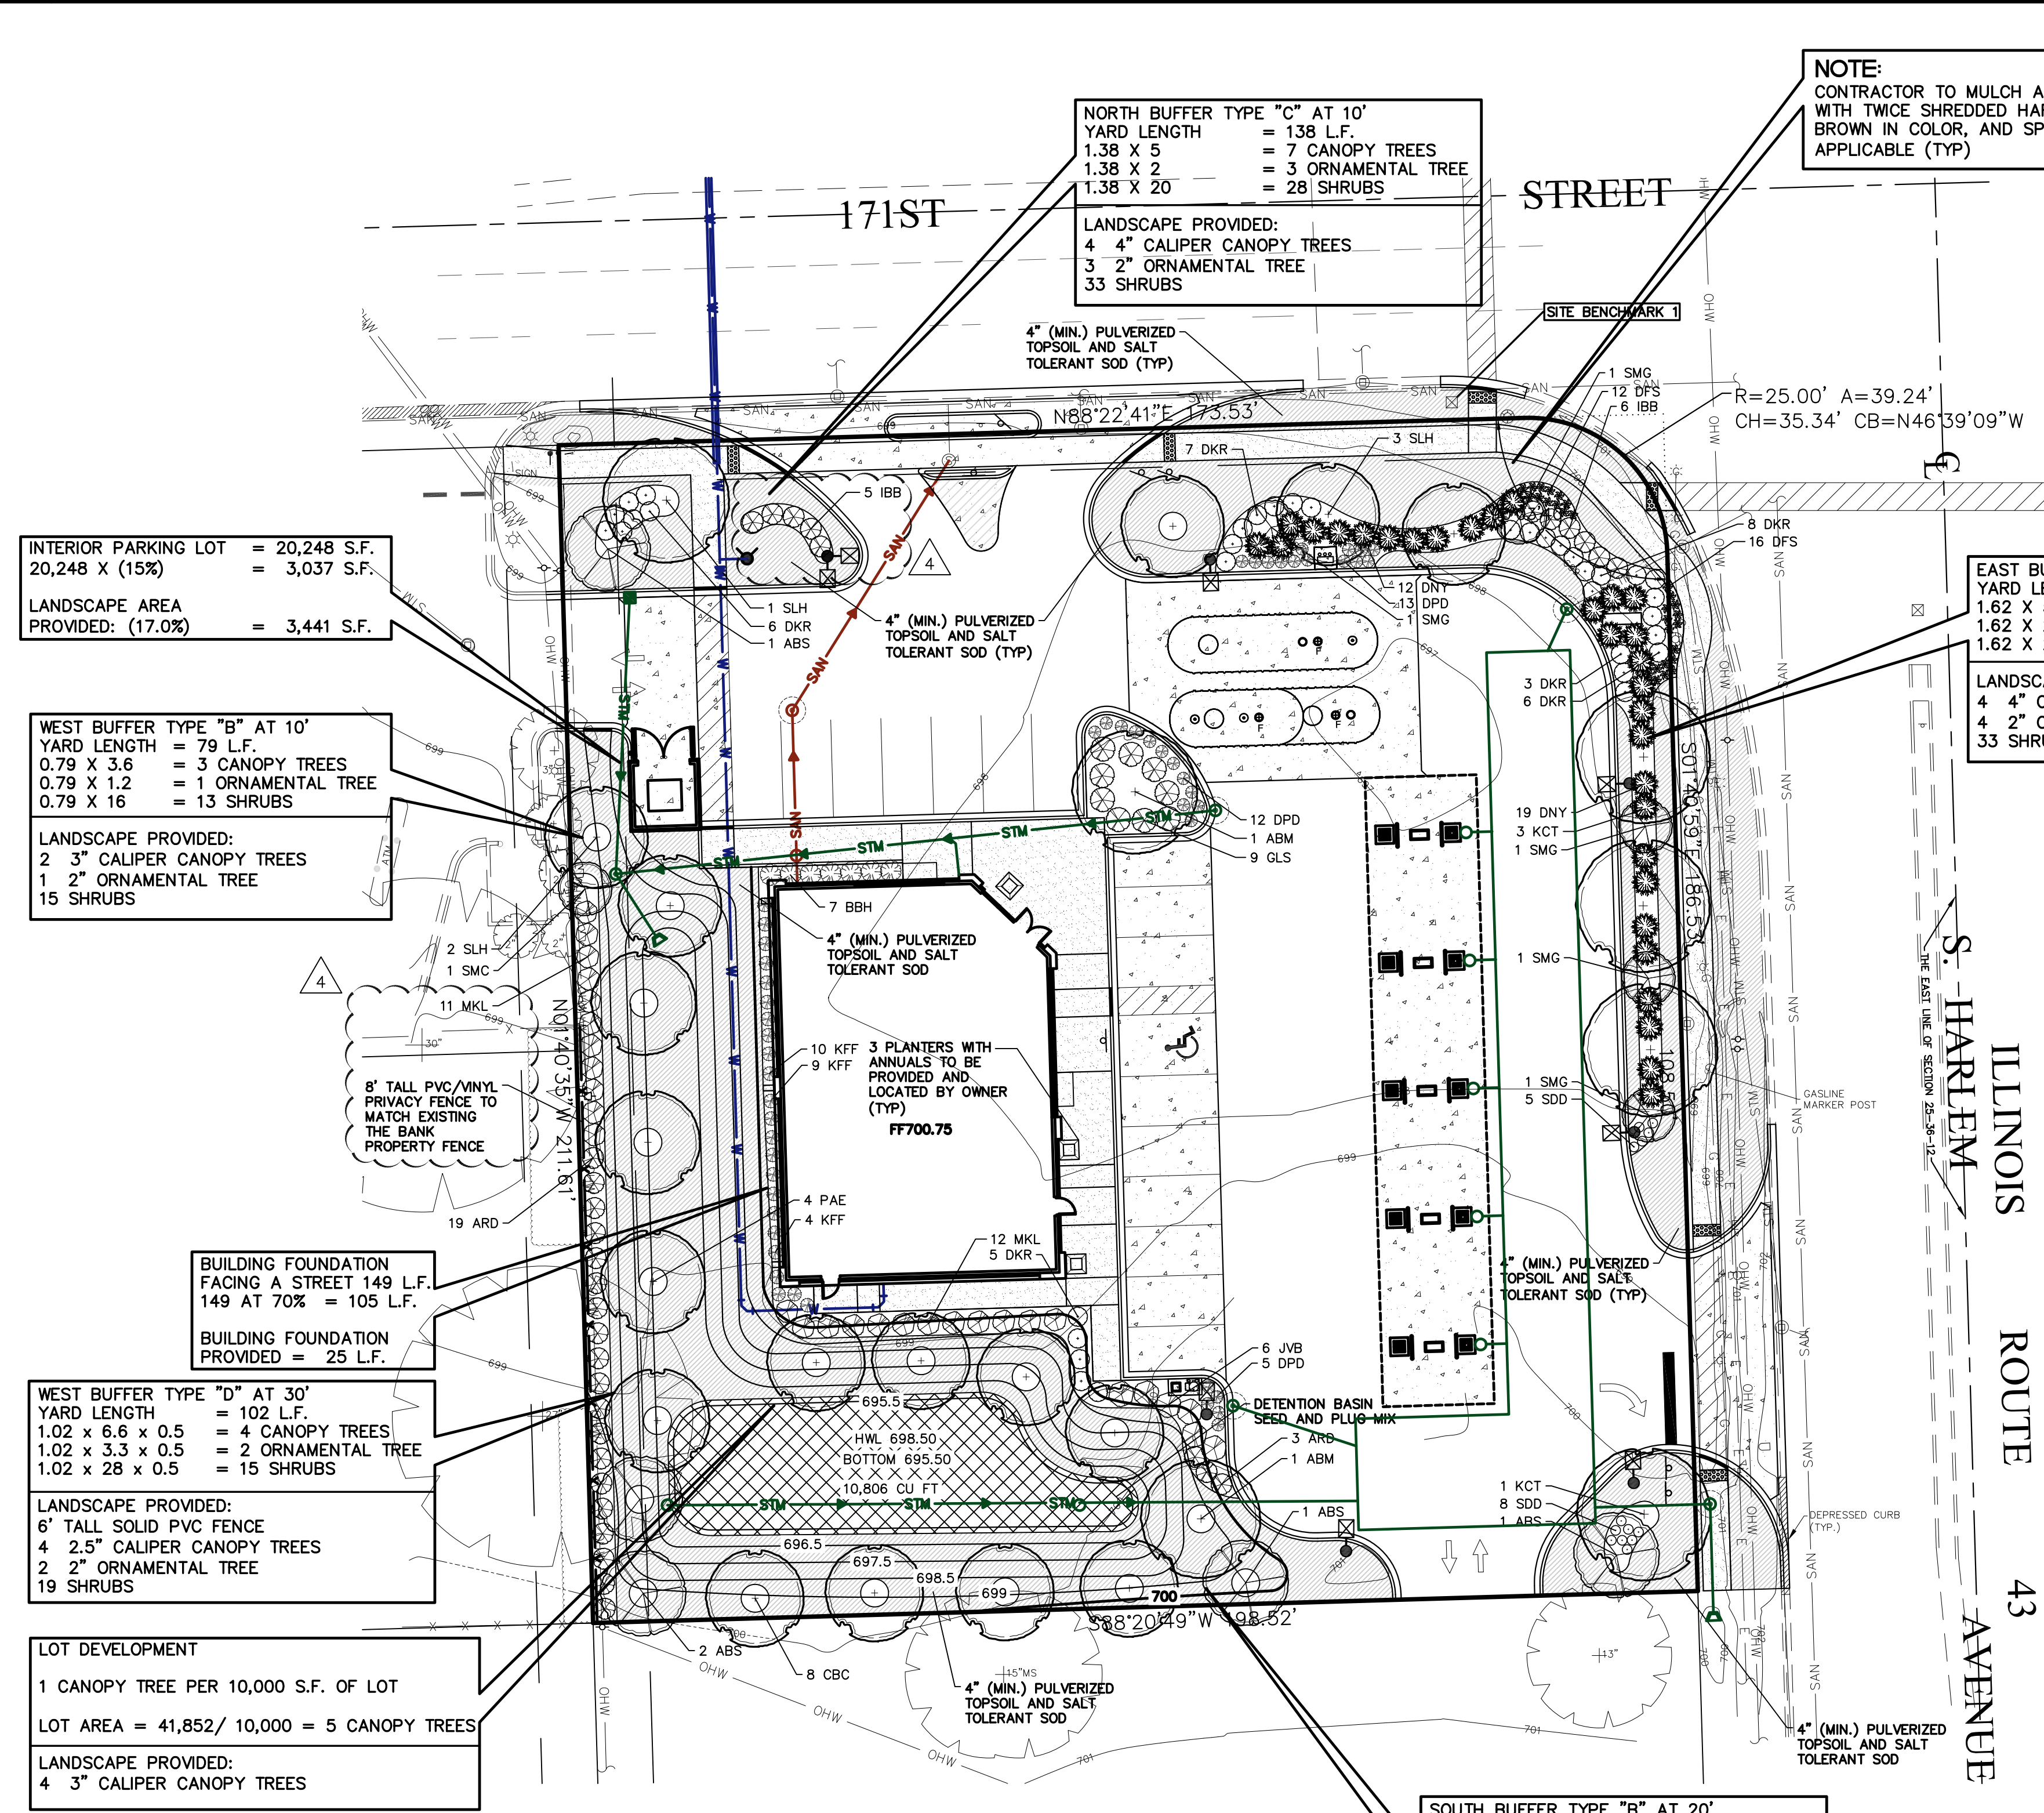 NOTE:
CONTRACTOR TO MULCH A
WITH TWICE SHREDDED HA
BROWN IN COLOR, AND SP
APPLICABLE (TYP)
NORTH BUFFER TYPE "C" AT 10'
YARD LENGTH = 138 L.F.
1.38 X 5 = 7 CANOPY TREES
1.38 X 2 = 3 ORNAMENTAL TREE
1.38 X 20 = 28 SHRUBS
LANDSCAPE PROVIDED:
4 4" CALIPER CANOPY TREES
3 2" ORNAMENTAL TREE
33 SHRUBS
171ST STREET
SITE BENCHMARK 1
4" (MIN.) PULVERIZED
TOPSOIL AND SALT
TOLERANT SOD (TYP)
1 SMG
12 DFS
6 IBB
R=25.00' A=39.24'
CH=35.34' CB=N46°39'09"W
N88°22'41"E 173.53'
3 SLH
7 DKR
5 IBB
SIGN
4
8 DKR
16 DFS
INTERIOR PARKING LOT = 20,248 S.F.
20,248 X (15%) = 3,037 S.F.
LANDSCAPE AREA
PROVIDED: (17.0%) = 3,441 S.F.
12 DNY
13 DPD
1 SMG
1 SLH
6 DKR
1 ABS
4" (MIN.) PULVERIZED
TOPSOIL AND SALT
TOLERANT SOD (TYP)
EAST BU
YARD LE
1.62 X
1.62 X
1.62 X
LANDSCA
4 4" C
4 2" O
33 SHRU
3 DKR
6 DKR
WEST BUFFER TYPE "B" AT 10'
YARD LENGTH = 79 L.F.
0.79 X 3.6 = 3 CANOPY TREES
0.79 X 1.2 = 1 ORNAMENTAL TREE
0.79 X 16 = 13 SHRUBS
LANDSCAPE PROVIDED:
2 3" CALIPER CANOPY TREES
1 2" ORNAMENTAL TREE
15 SHRUBS
ATM
12 DPD
1 ABM
9 GLS
19 DNY
3 KCT
1 SMG
S01°40'59"E 186.53'
7 BBH
4" (MIN.) PULVERIZED
TOPSOIL AND SALT
TOLERANT SOD
2 SLH
1 SMC
11 MKL
4
1 SMG
N01°40'35"W 211.61'
8' TALL PVC/VINYL
PRIVACY FENCE TO
MATCH EXISTING
THE BANK
PROPERTY FENCE
30"
10 KFF
9 KFF
3 PLANTERS WITH
ANNUALS TO BE
PROVIDED AND
LOCATED BY OWNER
(TYP)
FF700.75
1 SMG
5 SDD
GASLINE
MARKER POST
THE EAST LINE OF SECTION 25-36-12
S. HARLEM AVENUE
ILLINOIS ROUTE 43
19 ARD
4 PAE
4 KFF
12 MKL
5 DKR
4" (MIN.) PULVERIZED
TOPSOIL AND SALT
TOLERANT SOD (TYP)
BUILDING FOUNDATION
FACING A STREET 149 L.F.
149 AT 70% = 105 L.F.
BUILDING FOUNDATION
PROVIDED = 25 L.F.
6 JVB
5 DPD
DETENTION BASIN
SEED AND PLUG MIX
3 ARD
1 ABM
WEST BUFFER TYPE "D" AT 30'
YARD LENGTH = 102 L.F.
1.02 x 6.6 x 0.5 = 4 CANOPY TREES
1.02 x 3.3 x 0.5 = 2 ORNAMENTAL TREE
1.02 x 28 x 0.5 = 15 SHRUBS
LANDSCAPE PROVIDED:
6' TALL SOLID PVC FENCE
4 2.5" CALIPER CANOPY TREES
2 2" ORNAMENTAL TREE
19 SHRUBS
695.5
HWL 698.50
BOTTOM 695.50
10,806 CU FT
STM STM STM
696.5
697.5
698.5
699
700
1 ABS
1 KCT
8 SDD
1 ABS
DEPRESSED CURB
(TYP.)
S88°20'49"W 198.52'
2 ABS
8 CBC
15"MS
13"
4" (MIN.) PULVERIZED
TOPSOIL AND SALT
TOLERANT SOD
4" (MIN.) PULVERIZED
TOPSOIL AND SALT
TOLERANT SOD
LOT DEVELOPMENT
1 CANOPY TREE PER 10,000 S.F. OF LOT
LOT AREA = 41,852/ 10,000 = 5 CANOPY TREES
LANDSCAPE PROVIDED:
4 3" CALIPER CANOPY TREES
SOUTH BUFFER TYPE "B" AT 20'